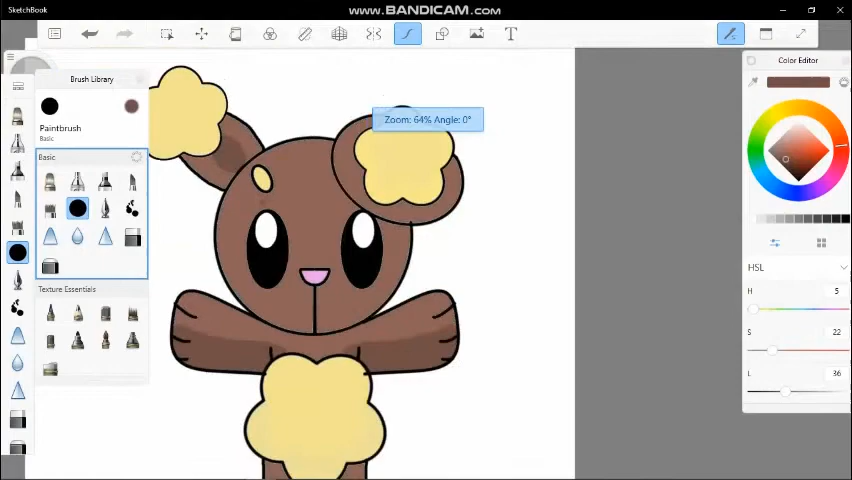 SketchBook
www.BANDICAM.com
T
Brush Library
Color Editor
Paintbrush
Basic
Basic
Zoom: 64% Angle: 0°
Texture Essentials
HSL
H 5
S 22
L 36